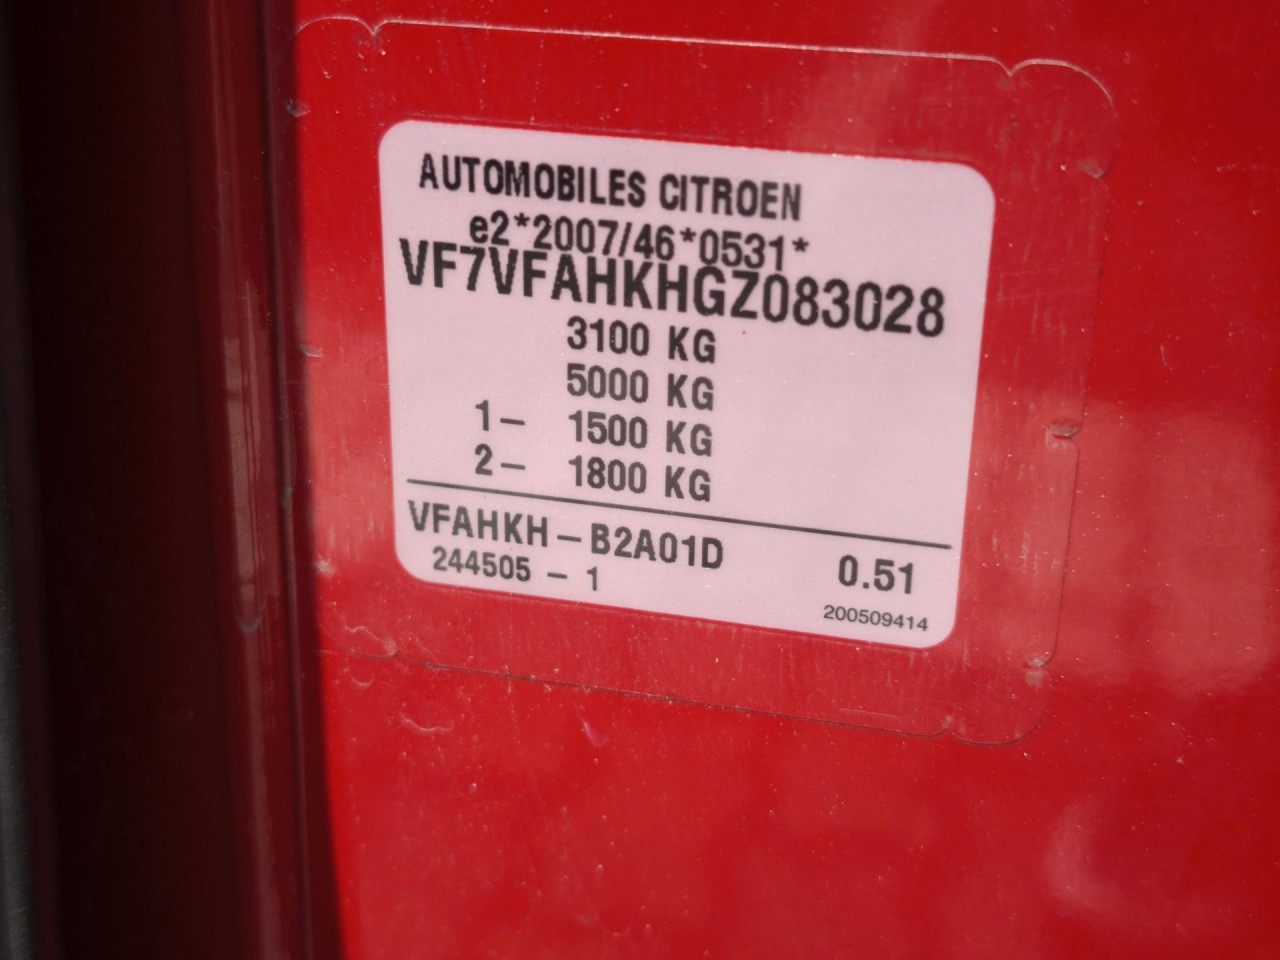 AUTOMOBILES CITROEN
e2*2007/46*0531*
VF7VFAHKHGZ083028
3100 KG
5000 KG
1- 1500 KG
2- 1800 KG
VFAHKH-B2A01D 0.51
244505 - 1 200509414